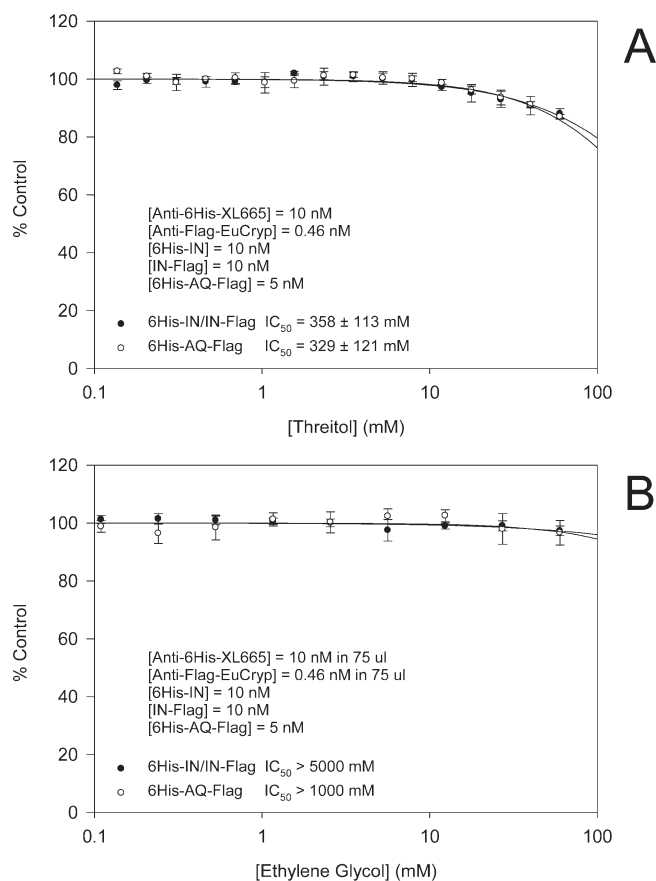 A
120
100
80
60
40
20
0
% Control
[Anti-6His-XL665] = 10 nM
[Anti-Flag-EuCryp] = 0.46 nM
[6His-IN] = 10 nM
[IN-Flag] = 10 nM
[6His-AQ-Flag] = 5 nM
6His-IN/IN-Flag IC50 = 358 ± 113 mM
6His-AQ-Flag IC50 = 329 ± 121 mM
0.1 1 10 100
[Threitol] (mM)
B
120
100
80
60
40
20
0
% Control
[Anti-6His-XL665] = 10 nM in 75 ul
[Anti-Flag-EuCryp] = 0.46 nM in 75 ul
[6His-IN] = 10 nM
[IN-Flag] = 10 nM
[6His-AQ-Flag] = 5 nM
6His-IN/IN-Flag IC50 > 5000 mM
6His-AQ-Flag IC50 > 1000 mM
0.1 1 10 100
[Ethylene Glycol] (mM)